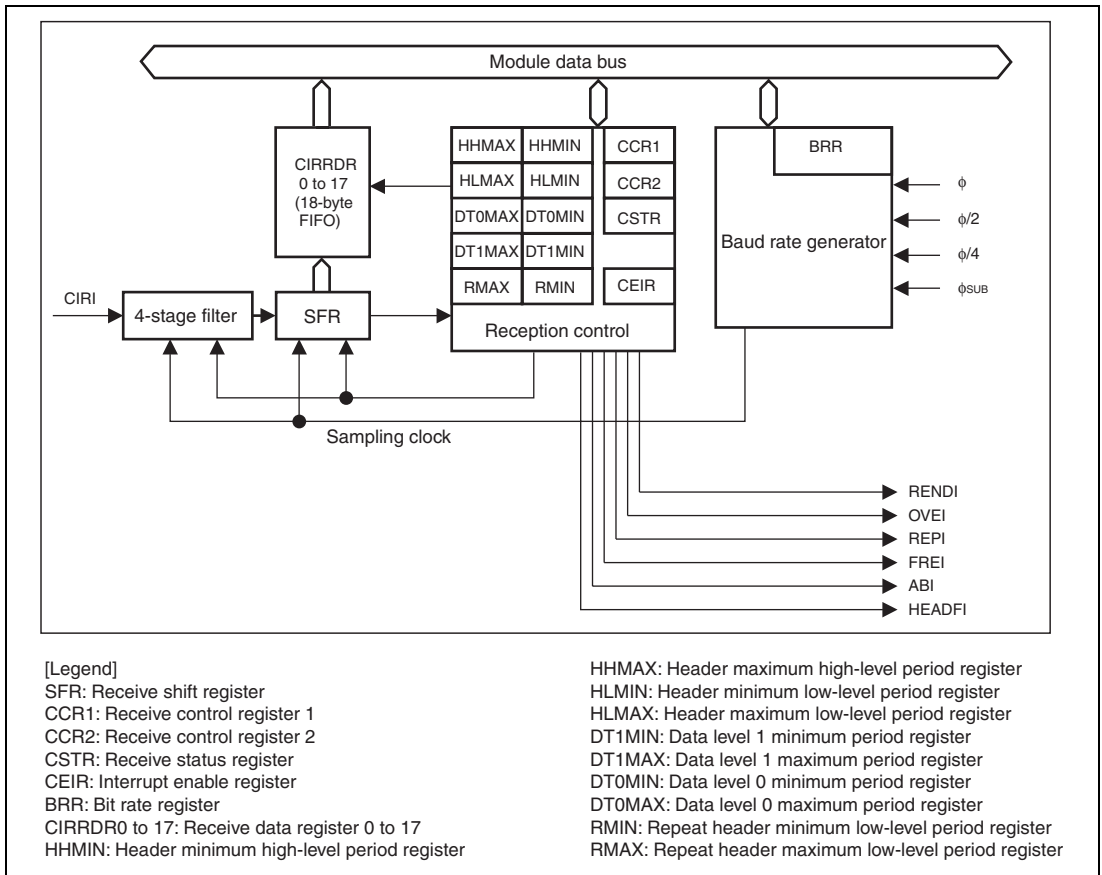 Module data bus
CIRRDR
0 to 17
(18-byte
FIFO)
HHMAX HHMIN CCR1
HLMAX HLMIN CCR2
DT0MAX DT0MIN CSTR
DT1MAX DT1MIN
RMAX RMIN CEIR
Reception control
BRR
Baud rate generator
ϕ
ϕ/2
ϕ/4
ϕSUB
CIRI
4-stage filter
SFR
Sampling clock
RENDI
OVEI
REPI
FREI
ABI
HEADFI
[Legend]
SFR: Receive shift register
CCR1: Receive control register 1
CCR2: Receive control register 2
CSTR: Receive status register
CEIR: Interrupt enable register
BRR: Bit rate register
CIRRDR0 to 17: Receive data register 0 to 17
HHMIN: Header minimum high-level period register
HHMAX: Header maximum high-level period register
HLMIN: Header minimum low-level period register
HLMAX: Header maximum low-level period register
DT1MIN: Data level 1 minimum period register
DT1MAX: Data level 1 maximum period register
DT0MIN: Data level 0 minimum period register
DT0MAX: Data level 0 maximum period register
RMIN: Repeat header minimum low-level period register
RMAX: Repeat header maximum low-level period register